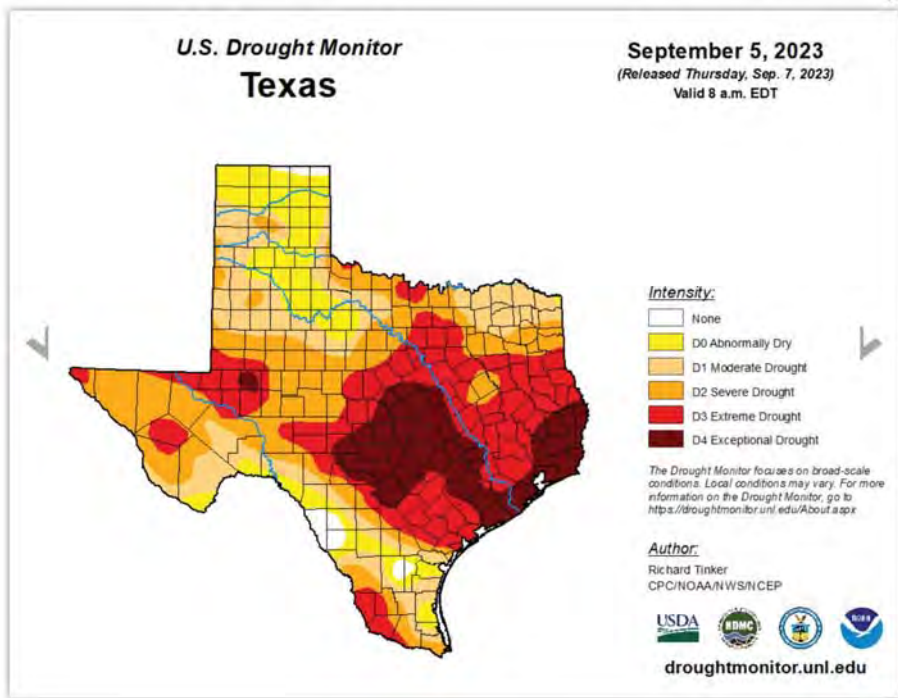 U.S. Drought Monitor
Texas
September 5, 2023
(Released Thursday, Sep. 7, 2023)
Valid 8 a.m. EDT
Intensity:
None
D0 Abnormally Dry
D1 Moderate Drought
D2 Severe Drought
D3 Extreme Drought
D4 Exceptional Drought
The Drought Monitor focuses on broad-scale
conditions. Local conditions may vary. For more
information on the Drought Monitor, go to
https://droughtmonitor.unl.edu/About.aspx
Author:
Richard Tinker
CPC/NOAA/NWS/NCEP
USDA
NDMC
NOAA
droughtmonitor.unl.edu